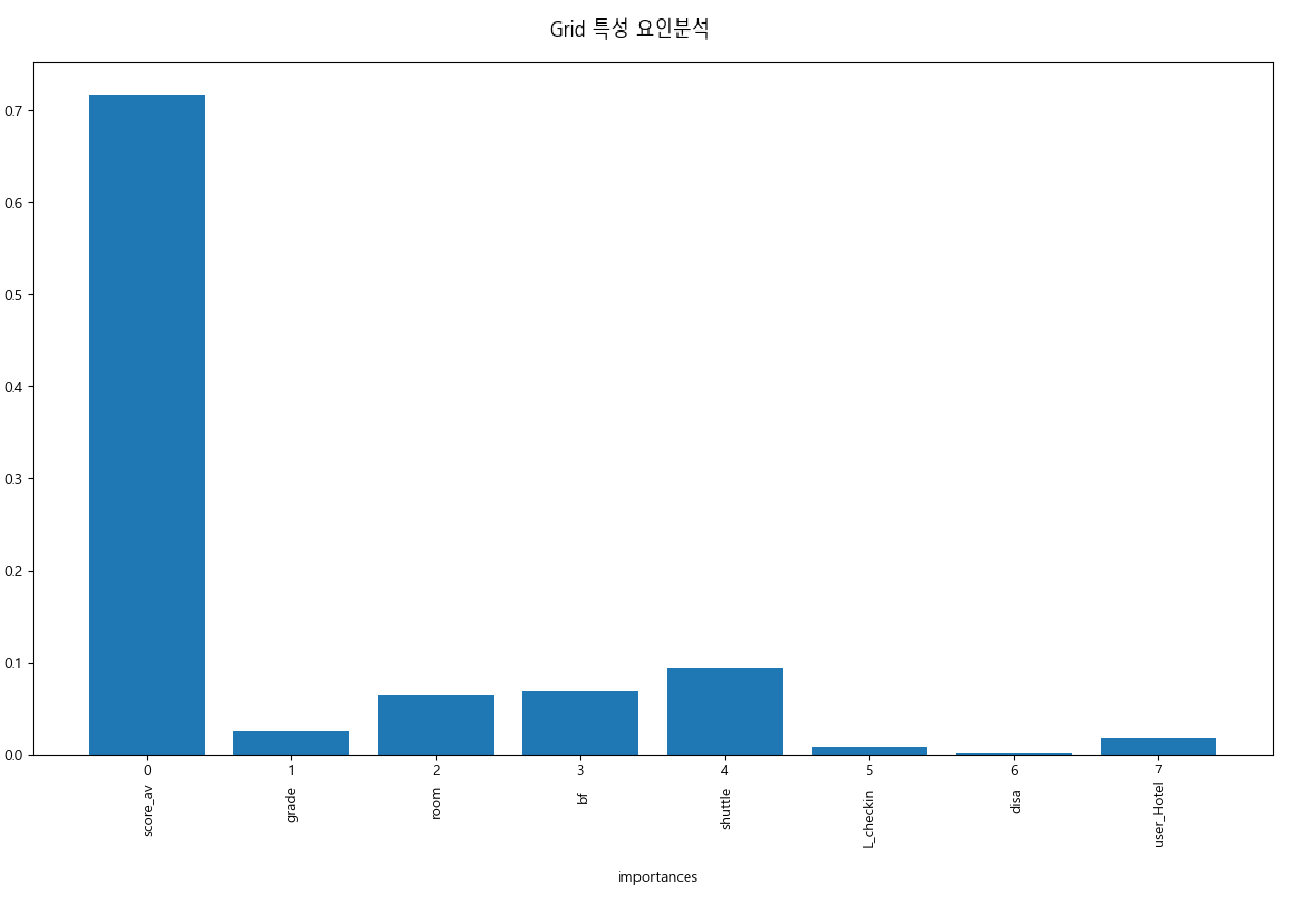 Grid 특성 요인분석
0.7
0.6
0.5
0.4
0.3
0.2
0.1
0.0
0 1 2 3 4 5 6 7
score_av grade room bf shuttle L_checkin disa user_Hotel
importances